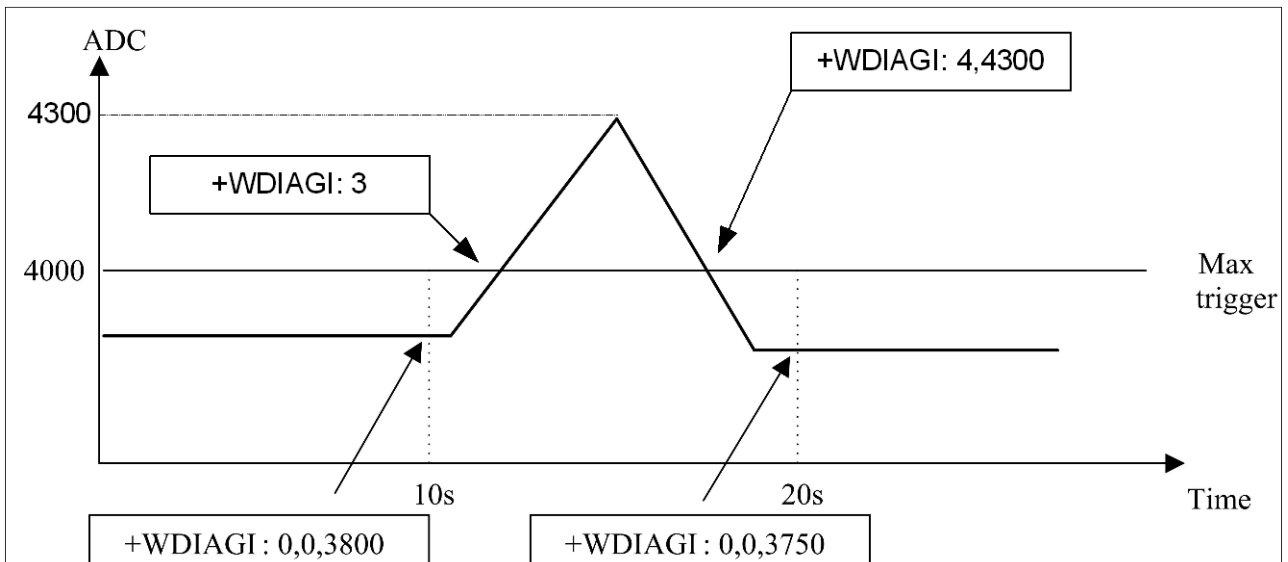 ADC
+WDIAGI: 4,4300
4300
+WDIAGI: 3
4000
Max
trigger
10s
20s
Time
+WDIAGI : 0,0,3800
+WDIAGI : 0,0,3750